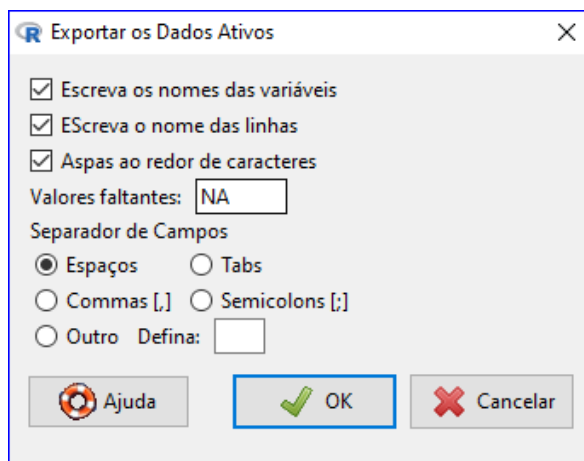 Exportar os Dados Ativos
Escreva os nomes das variáveis
EScreva o nome das linhas
Aspas ao redor de caracteres
Valores faltantes: NA
Separador de Campos
Espaços Tabs
Commas [,] Semicolons [;]
Outro Defina:
Ajuda OK Cancelar